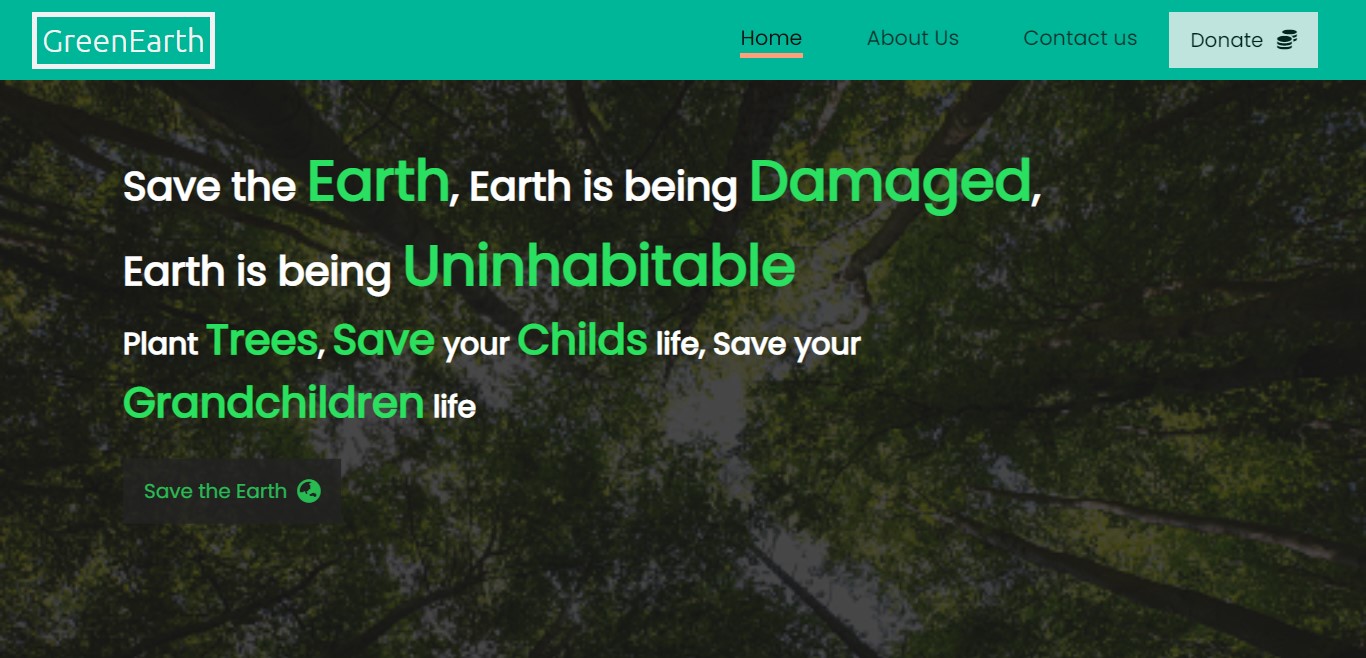 GreenEarth
Home About Us Contact us Donate
Save the Earth, Earth is being Damaged,
Earth is being Uninhabitable
Plant Trees, Save your Childs life, Save your
Grandchildren life
Save the Earth